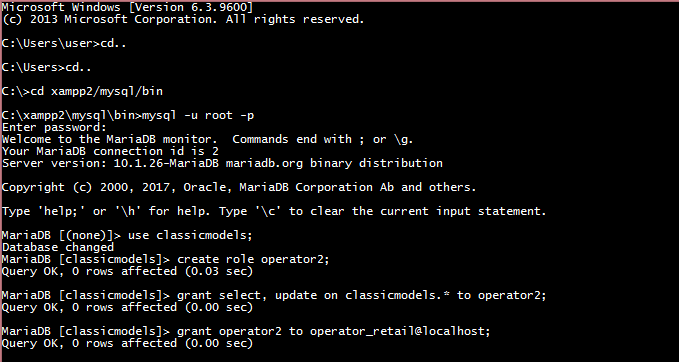 Microsoft Windows [Version 6.3.9600]
(c) 2013 Microsoft Corporation. All rights reserved.
C:\Users\user>cd..
C:\Users>cd..
C:\>cd xampp2/mysql/bin
C:\xampp2\mysql\bin>mysql -u root -p
Enter password:
Welcome to the MariaDB monitor.  Commands end with ; or \g.
Your MariaDB connection id is 2
Server version: 10.1.26-MariaDB mariadb.org binary distribution
Copyright (c) 2000, 2017, Oracle, MariaDB Corporation Ab and others.
Type 'help;' or '\h' for help. Type '\c' to clear the current input statement.
MariaDB [(none)]> use classicmodels;
Database changed
MariaDB [classicmodels]> create role operator2;
Query OK, 0 rows affected (0.03 sec)
MariaDB [classicmodels]> grant select, update on classicmodels.* to operator2;
Query OK, 0 rows affected (0.00 sec)
MariaDB [classicmodels]> grant operator2 to operator_retail@localhost;
Query OK, 0 rows affected (0.00 sec)